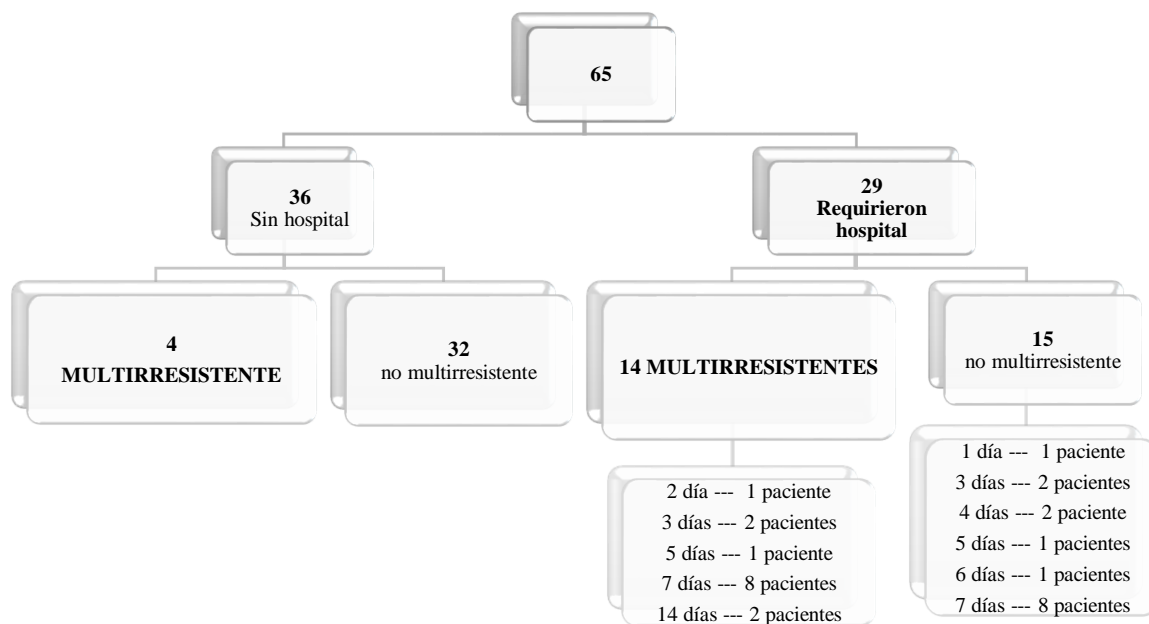 65
36
Sin hospital
29
Requirieron
hospital
4
MULTIRRESISTENTE
32
no multirresistente
14 MULTIRRESISTENTES
15
no multirresistente
2 día --- 1 paciente
3 días --- 2 pacientes
5 días --- 1 paciente
7 días --- 8 pacientes
14 días --- 2 pacientes
1 día --- 1 paciente
3 días --- 2 pacientes
4 días --- 2 paciente
5 días --- 1 pacientes
6 días --- 1 pacientes
7 días --- 8 pacientes